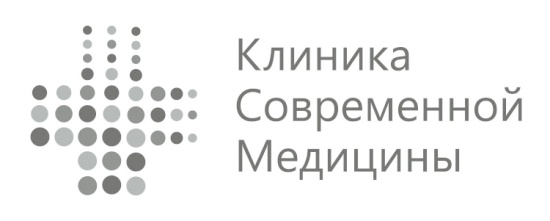 Клиника
Современной
Медицины